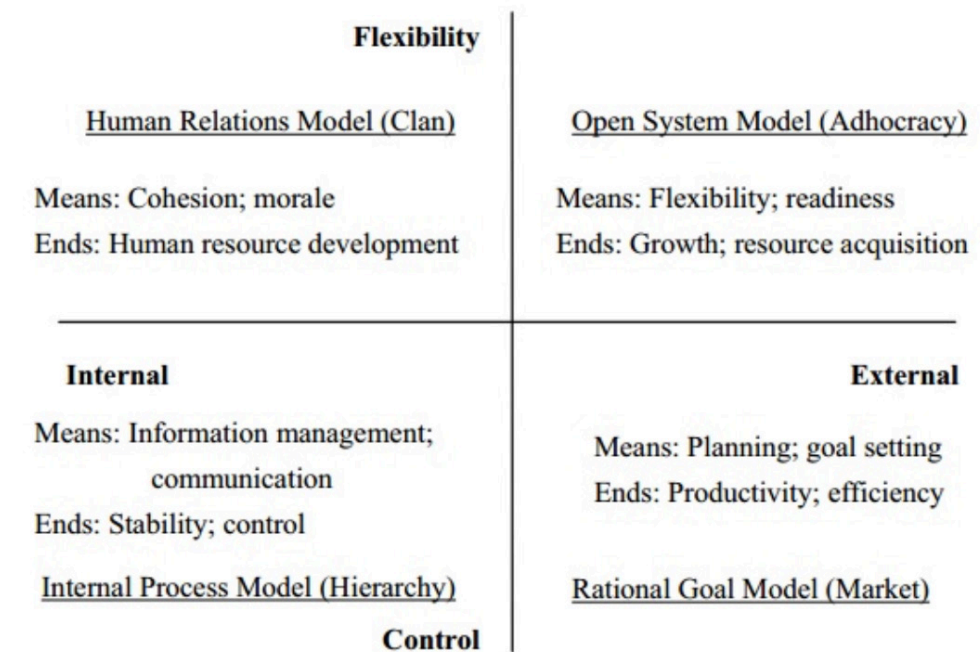 Flexibility
Human Relations Model (Clan)
Means: Cohesion; morale
Ends: Human resource development
Open System Model (Adhocracy)
Means: Flexibility; readiness
Ends: Growth; resource acquisition
Internal
Means: Information management;
communication
Ends: Stability; control
Internal Process Model (Hierarchy)
External
Means: Planning; goal setting
Ends: Productivity; efficiency
Rational Goal Model (Market)
Control